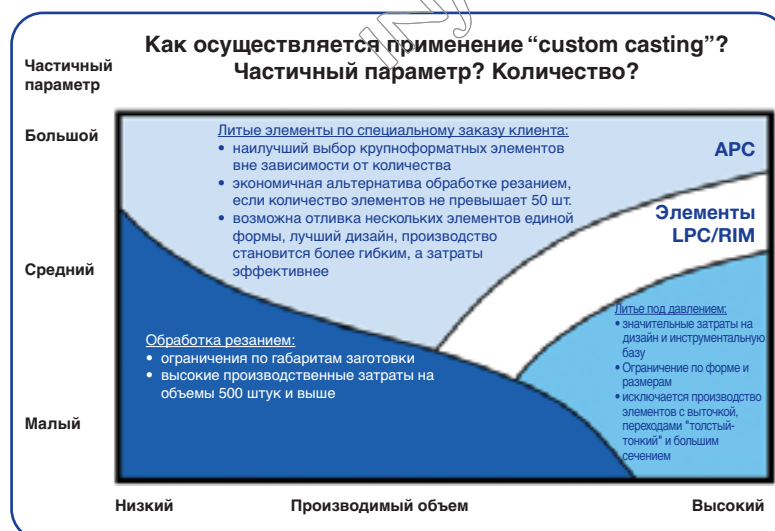 Как осуществляется применение “custom casting”?
Частичный параметр? Количество?
Частичный
параметр
Большой
Средний
Малый
Литые элементы по специальному заказу клиента:
• наилучший выбор крупноформатных элементов
вне зависимости от количества
• экономичная альтернатива обработке резанием,
если количество элементов не превышает 50 шт.
• возможна отливка нескольких элементов единой
формы, лучший дизайн, производство
становится более гибким, а затраты
эффективнее
APC
Элементы
LPC/RIM
Обработка резанием:
• ограничения по габаритам заготовки
• высокие производственные затраты на
объемы 500 штук и выше
Литье под давлением:
• значительные затраты на
дизайн и инструментальную
базу
• Ограничение по форме и
размерам
• исключается производство
элементов с выточкой,
переходами "толстый-
тонкий" и большим
сечением
Низкий
Производимый объем
Высокий